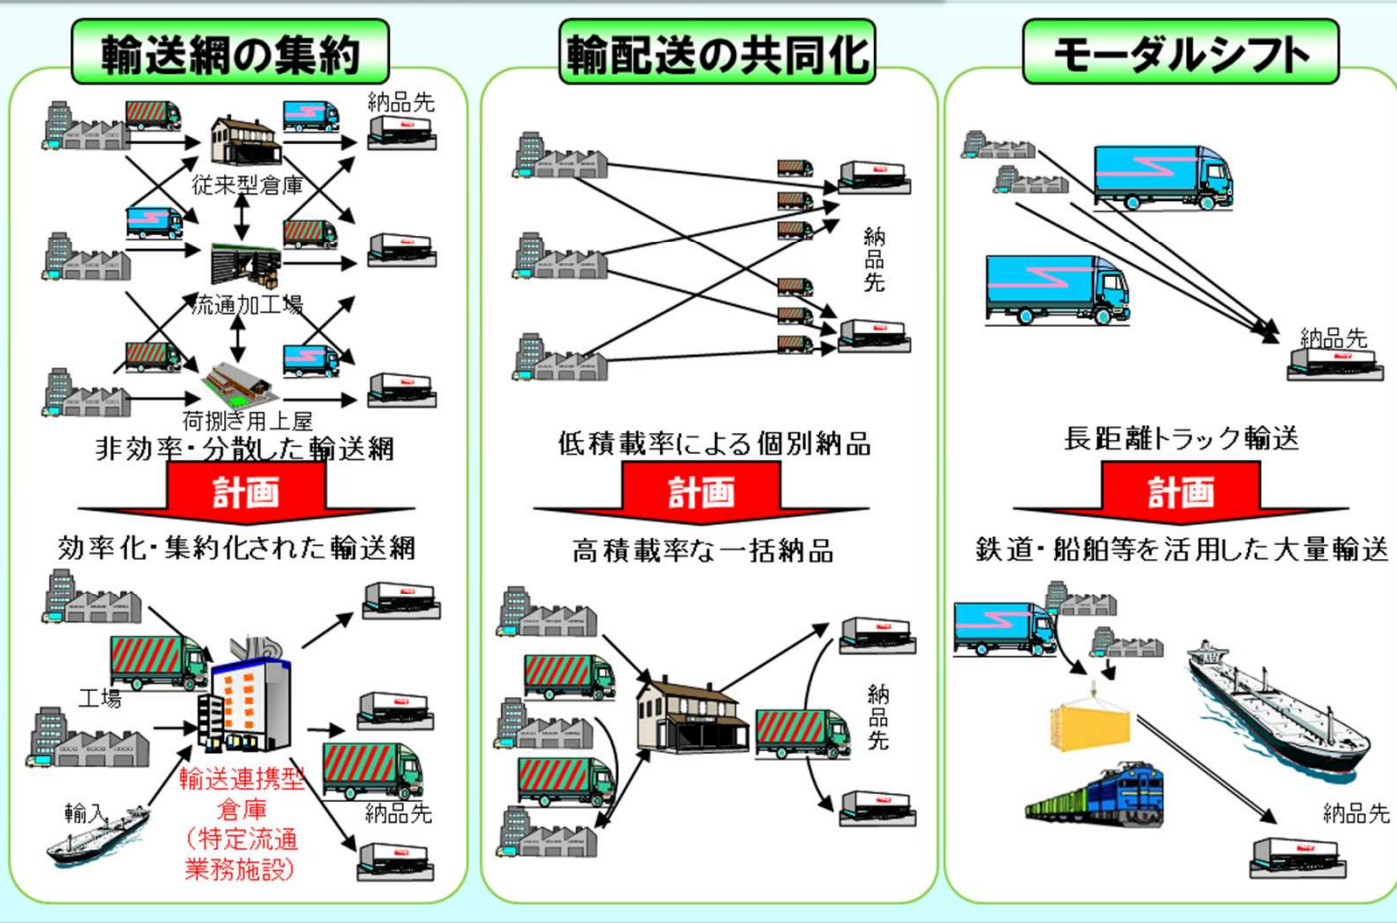 輸送網の集約
納品先
従来型倉庫
流通加工場
荷捌き用上屋
非効率・分散した輸送網
計画
効率化・集約化された輸送網
工場
輸入
輸送連携型
倉庫
(特定流通
業務施設)
納品先
輸配送の共同化
納品先
低積載率による個別納品
計画
高積載率な一括納品
納品先
モーダルシフト
納品先
長距離トラック輸送
計画
鉄道・船舶等を活用した大量輸送
納品先